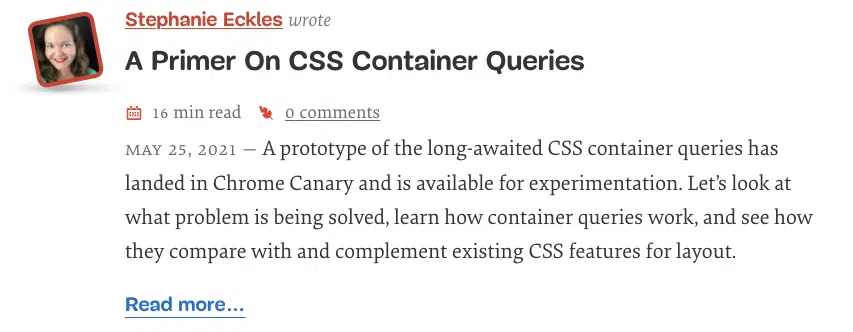 Stephanie Eckles wrote
A Primer On CSS Container Queries
16 min read 0 comments
MAY 25, 2021 — A prototype of the long-awaited CSS container queries has
landed in Chrome Canary and is available for experimentation. Let’s look at
what problem is being solved, learn how container queries work, and see how
they compare with and complement existing CSS features for layout.
Read more…